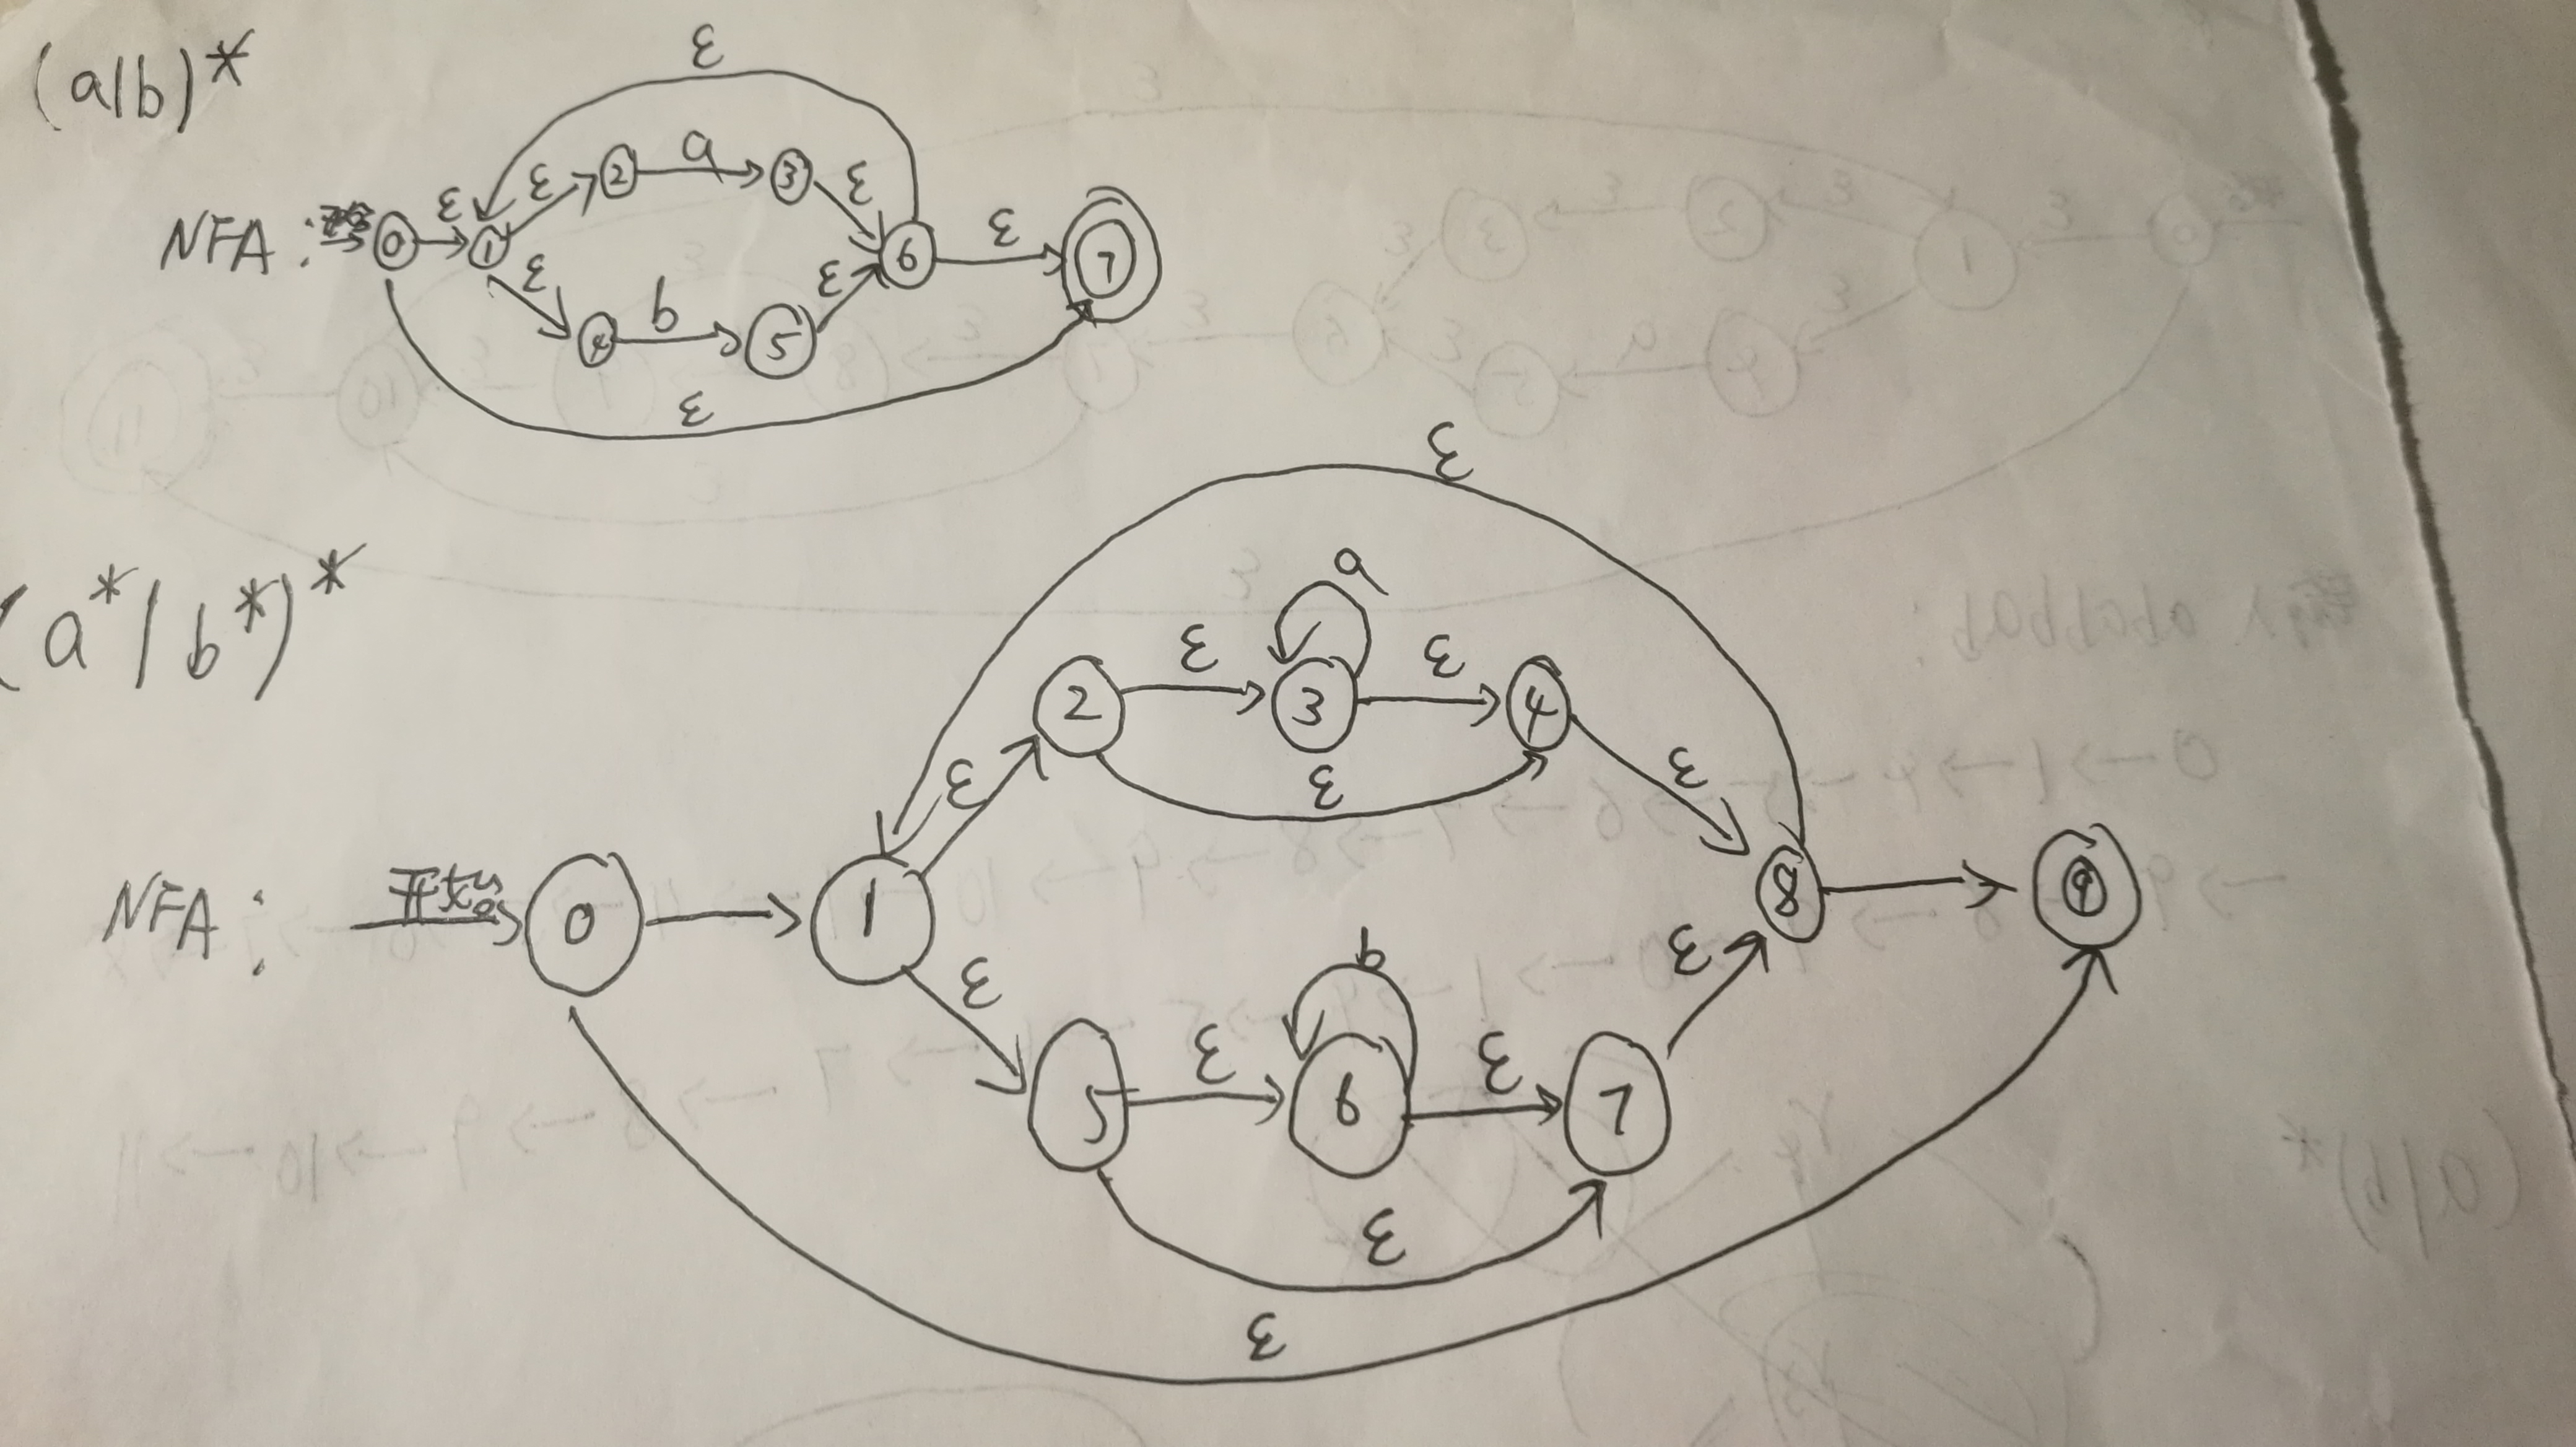 (a|b)*
ε
ε ε 2 a 3 ε
NFA: 开始 0 1 6 ε 7
ε 4 b 5 ε
ε
ε
(a*|b*)*
a
2 ε 3 ε 4
ε ε ε
NFA: 开始 0 1 8 9
ε b ε
5 ε 6 ε 7
ε
ε